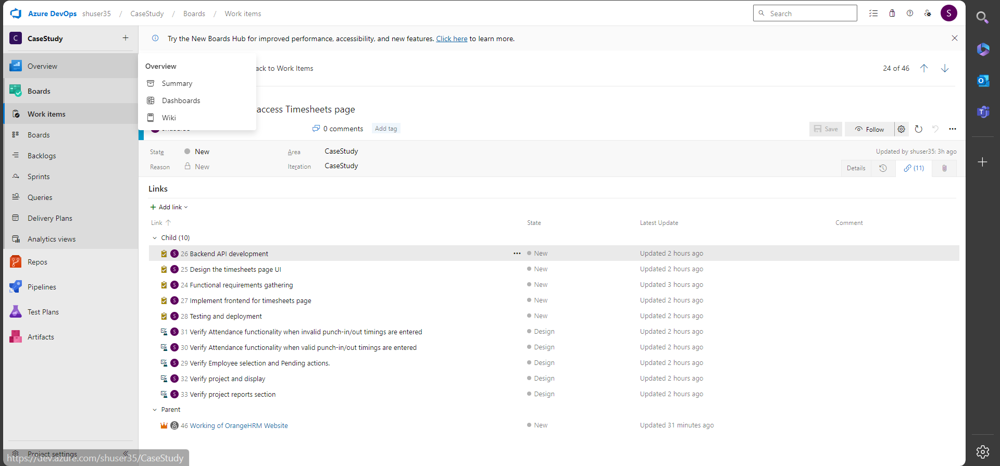 Azure DevOps shuser35 / CaseStudy / Boards / Work items
Search
S
C CaseStudy +
Try the New Boards Hub for improved performance, accessibility, and new features. Click here to learn more.
Overview
Boards
Work items
Boards
Backlogs
Sprints
Queries
Delivery Plans
Analytics views
Repos
Pipelines
Test Plans
Artifacts
Project settings
https://dev.azure.com/shuser35/CaseStudy
Overview
Summary
Dashboards
Wiki
ack to Work Items
24 of 46
access Timesheets page
0 comments Add tag
Save Follow
State New Area CaseStudy
Updated by shuser35: 3h ago
Reason New Iteration CaseStudy
Details (11)
Links
+ Add link
Link State Latest Update Comment
Child (10)
S 26 Backend API development ... New Updated 2 hours ago
S 25 Design the timesheets page UI New Updated 2 hours ago
S 24 Functional requirements gathering New Updated 3 hours ago
S 27 Implement frontend for timesheets page New Updated 2 hours ago
S 28 Testing and deployment New Updated 2 hours ago
S 31 Verify Attendance functionality when invalid punch-in/out timings are entered Design Updated 2 hours ago
S 30 Verify Attendance functionality when valid punch-in/out timings are entered Design Updated 2 hours ago
S 29 Verify Employee selection and Pending actions. Design Updated 2 hours ago
S 32 Verify project and display Design Updated 2 hours ago
S 33 Verify project reports section Design Updated 2 hours ago
Parent
46 Working of OrangeHRM Website New Updated 31 minutes ago